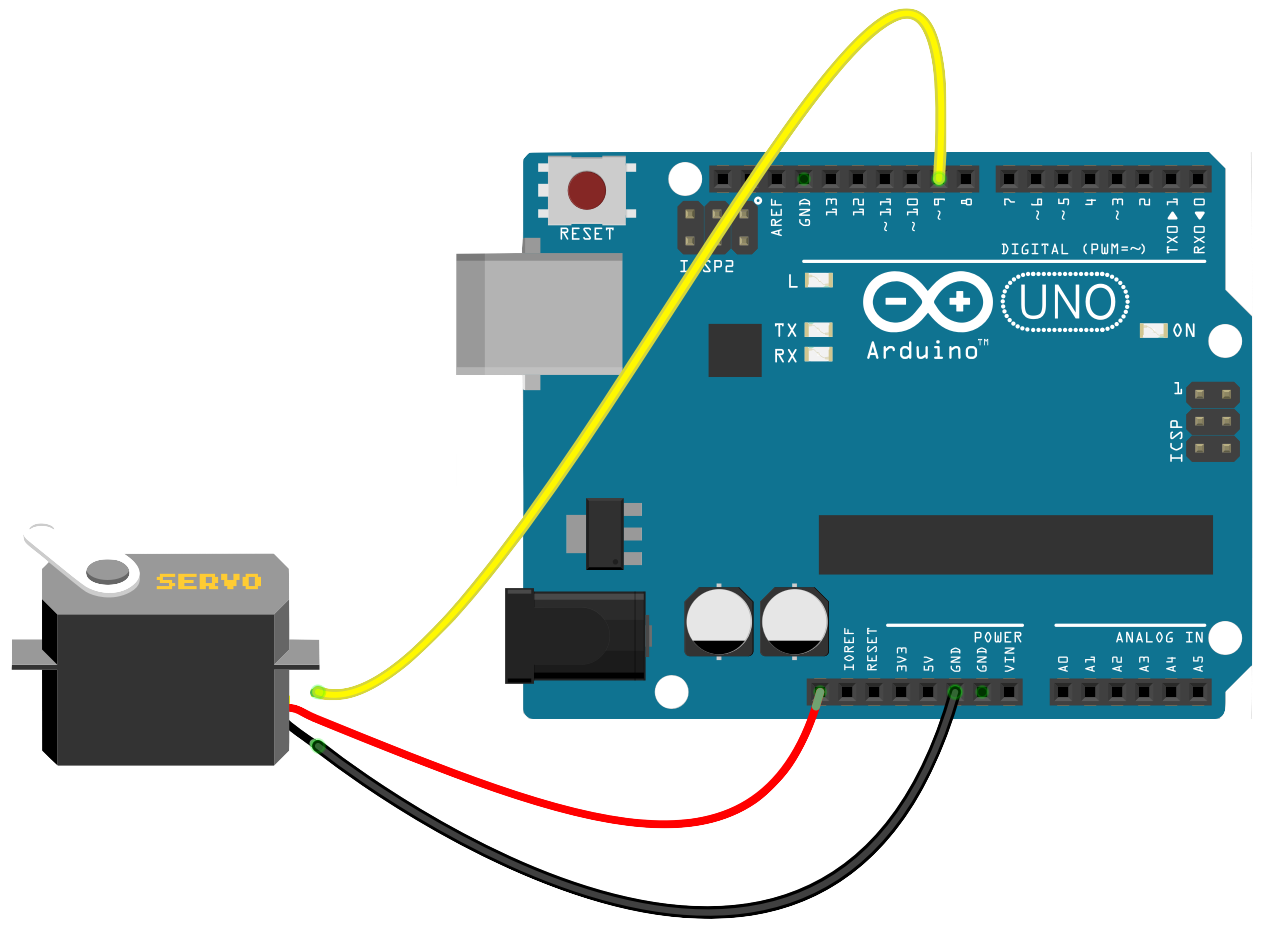 RESET
ICSP2
AREF
GND
13
12
~11
~10
~9
8
7
~6
~5
4
~3
2
TX0▶1
RX0◀0
DIGITAL (PWM=~)
L
TX
RX
UNO
Arduino™
ON
1
ICSP
SERVO
IOREF
RESET
3V3
5V
GND
GND
VIN
POWER
ANALOG IN
A0
A1
A2
A3
A4
A5